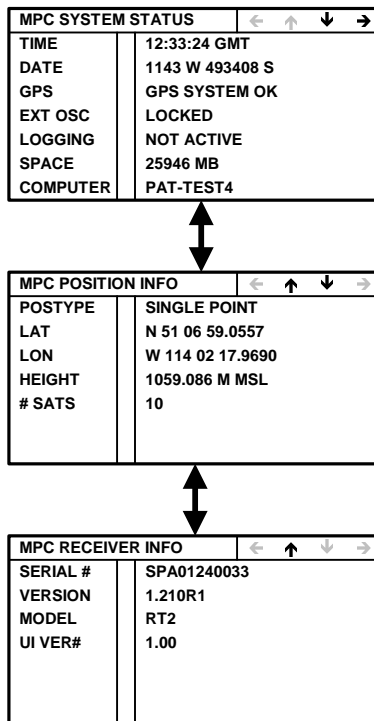 MPC SYSTEM STATUS ← ↑ ↓ →
TIME 12:33:24 GMT
DATE 1143 W 493408 S
GPS GPS SYSTEM OK
EXT OSC LOCKED
LOGGING NOT ACTIVE
SPACE 25946 MB
COMPUTER PAT-TEST4
MPC POSITION INFO ← ↑ ↓ →
POSTYPE SINGLE POINT
LAT N 51 06 59.0557
LON W 114 02 17.9690
HEIGHT 1059.086 M MSL
# SATS 10
MPC RECEIVER INFO ← ↑ ↓ →
SERIAL # SPA01240033
VERSION 1.210R1
MODEL RT2
UI VER# 1.00